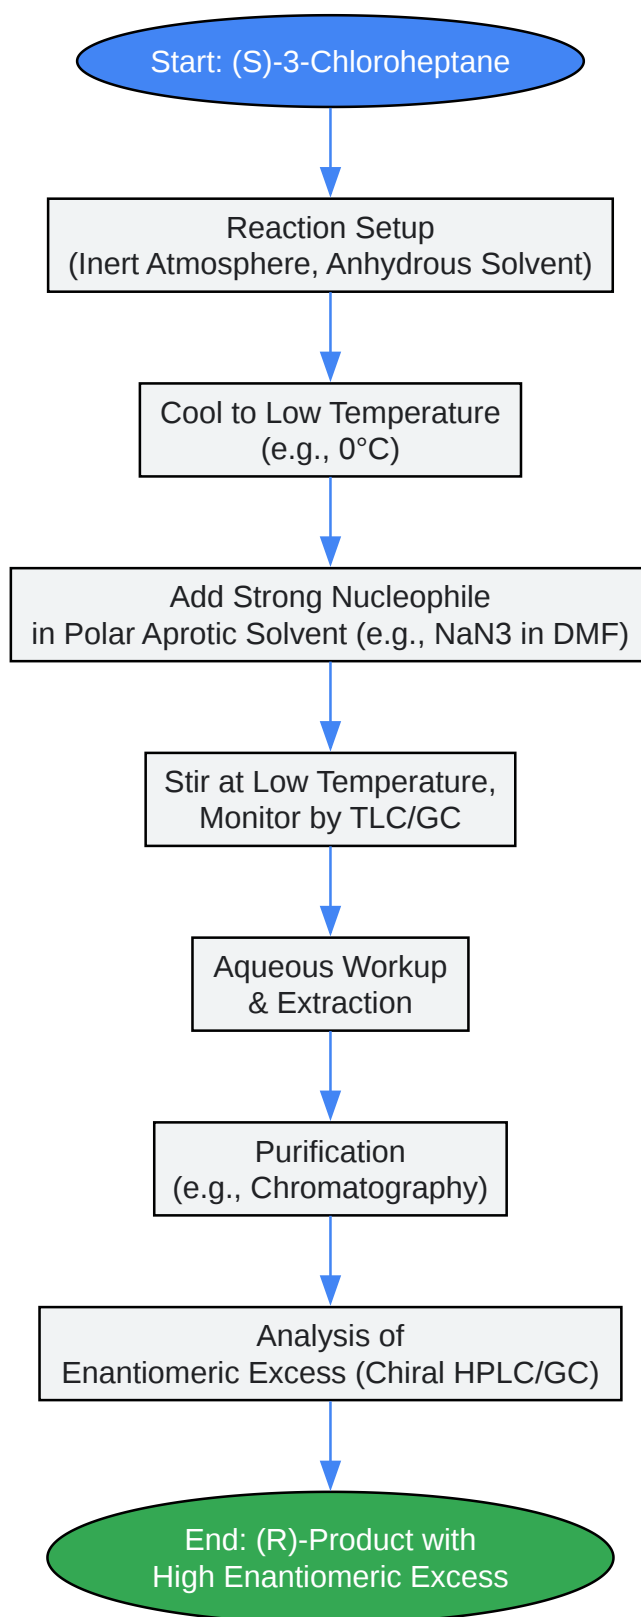 Start: (S)-3-Chloroheptane
Reaction Setup
(Inert Atmosphere, Anhydrous Solvent)
Cool to Low Temperature
(e.g., 0°C)
Add Strong Nucleophile
in Polar Aprotic Solvent (e.g., NaN3 in DMF)
Stir at Low Temperature,
Monitor by TLC/GC
Aqueous Workup
& Extraction
Purification
(e.g., Chromatography)
Analysis of
Enantiomeric Excess (Chiral HPLC/GC)
End: (R)-Product with
High Enantiomeric Excess